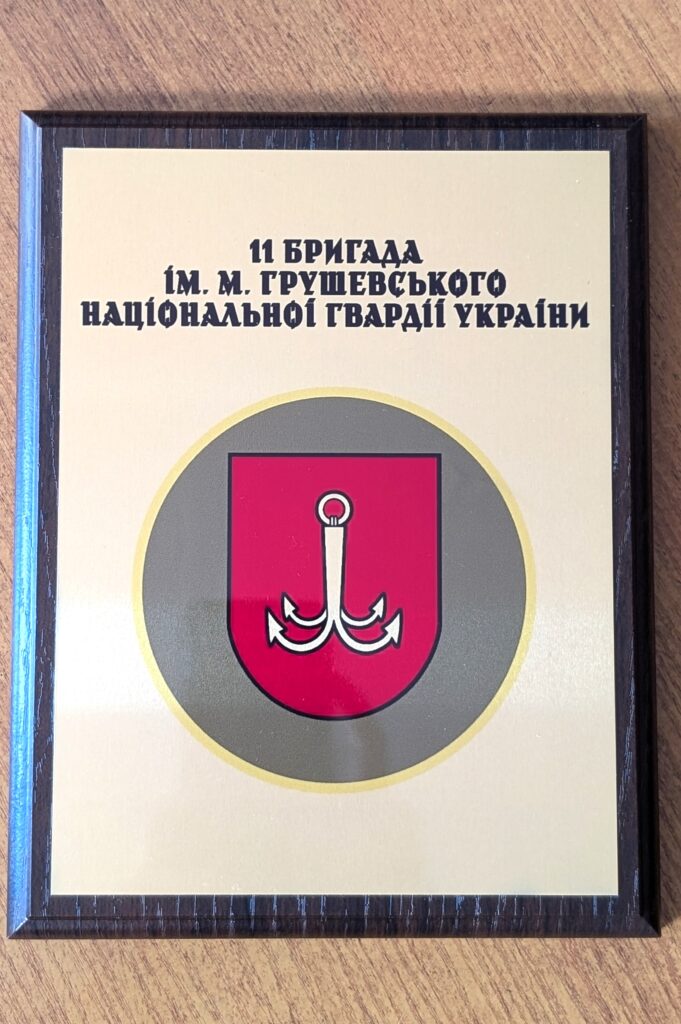 11 БРИГАДА
ІМ. М. ГРУШЕВСЬКОГО
НАЦІОНАЛЬНОЇ ГВАРДІЇ УКРАЇНИ